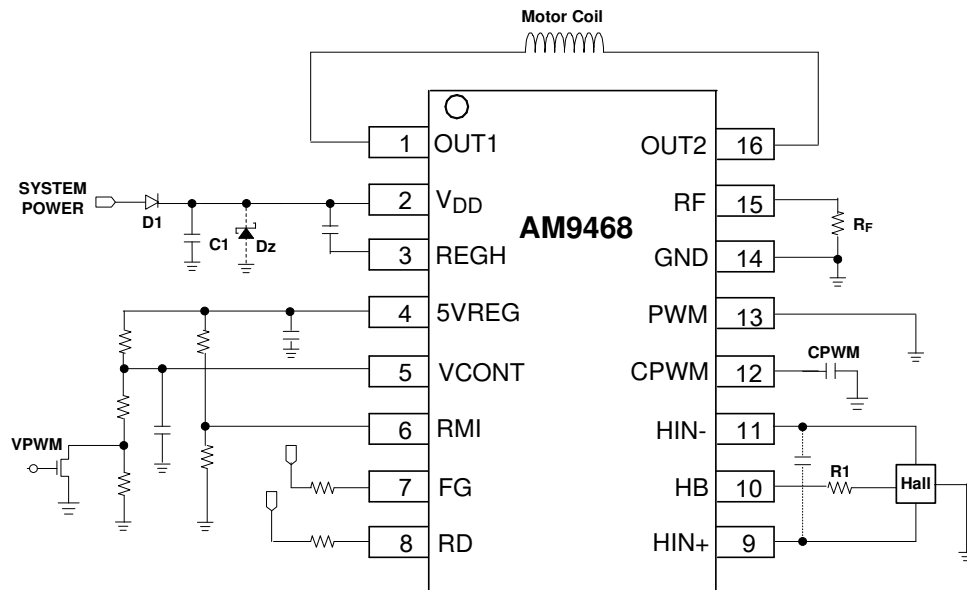 Motor Coil
1 OUT1
OUT2 16
SYSTEM
POWER
D1
C1
Dz
2 VDD
RF 15
RF
AM9468
3 REGH
GND 14
4 5VREG
PWM 13
5 VCONT
CPWM 12
CPWM
VPWM
6 RMI
HIN- 11
7 FG
HB 10
R1
Hall
8 RD
HIN+ 9